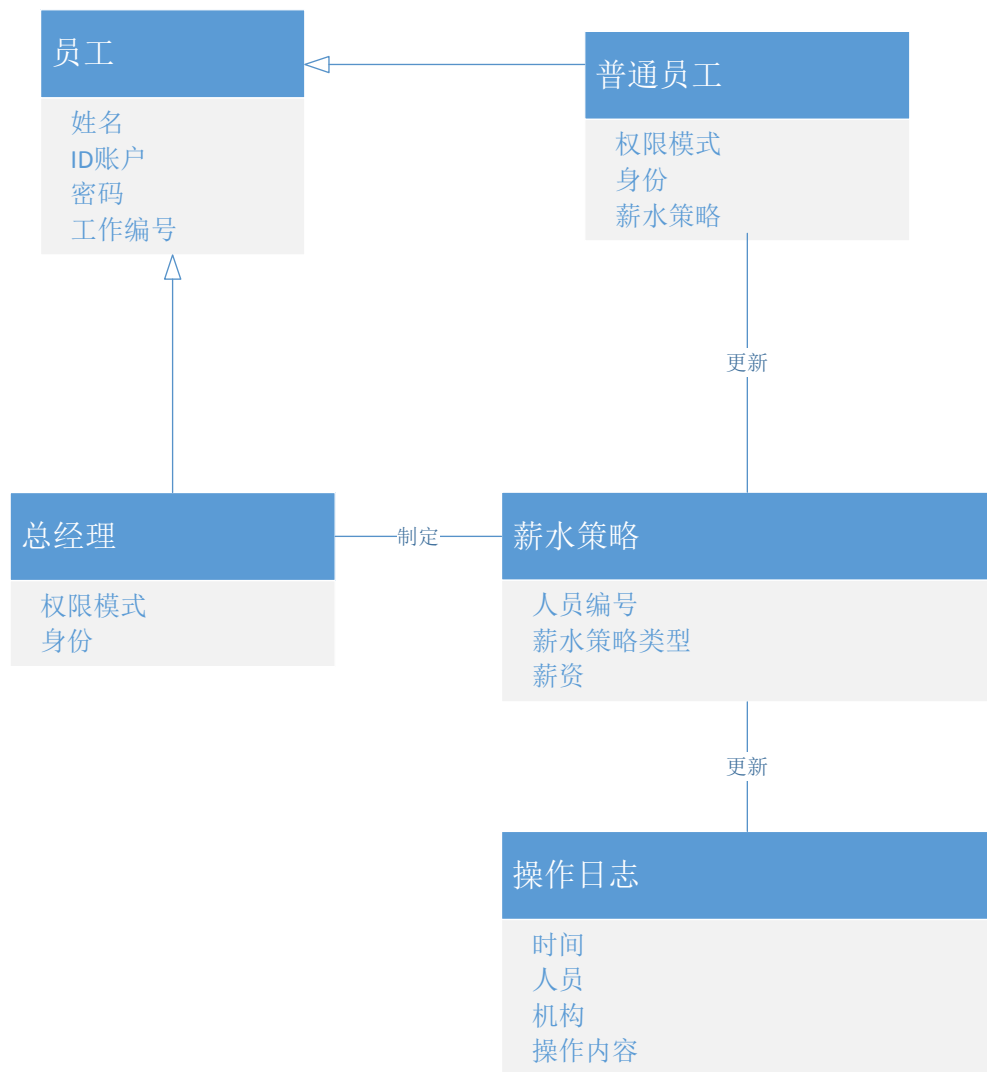 员工
姓名
ID账户
密码
工作编号
普通员工
权限模式
身份
薪水策略
更新
总经理
权限模式
身份
制定
薪水策略
人员编号
薪水策略类型
薪资
更新
操作日志
时间
人员
机构
操作内容